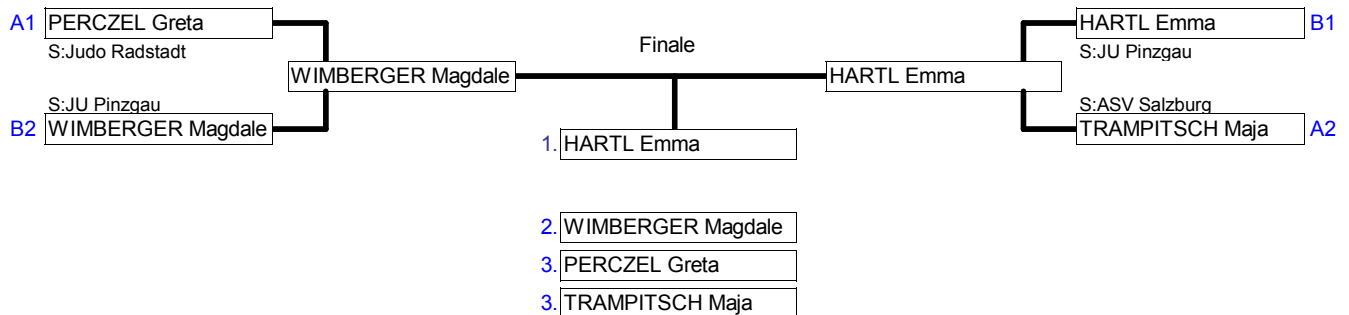 A1 PERCZEL Greta
S:Judo Radstadt
HARTL Emma B1
S:JU Pinzgau
Finale
WIMBERGER Magdale
HARTL Emma
S:JU Pinzgau
B2 WIMBERGER Magdale
S:ASV Salzburg
TRAMPITSCH Maja A2
1. HARTL Emma
2. WIMBERGER Magdale
3. PERCZEL Greta
3. TRAMPITSCH Maja